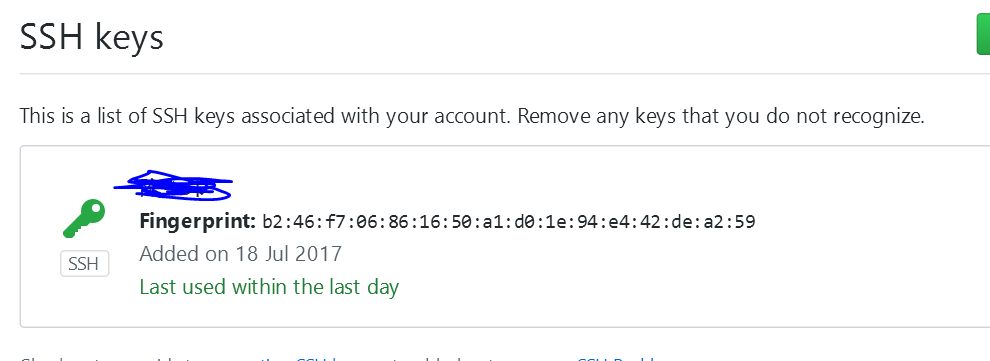 SSH keys
This is a list of SSH keys associated with your account. Remove any keys that you do not recognize.
Fingerprint: b2:46:f7:06:86:16:50:a1:d0:1e:94:e4:42:de:a2:59
Added on 18 Jul 2017
SSH
Last used within the last day